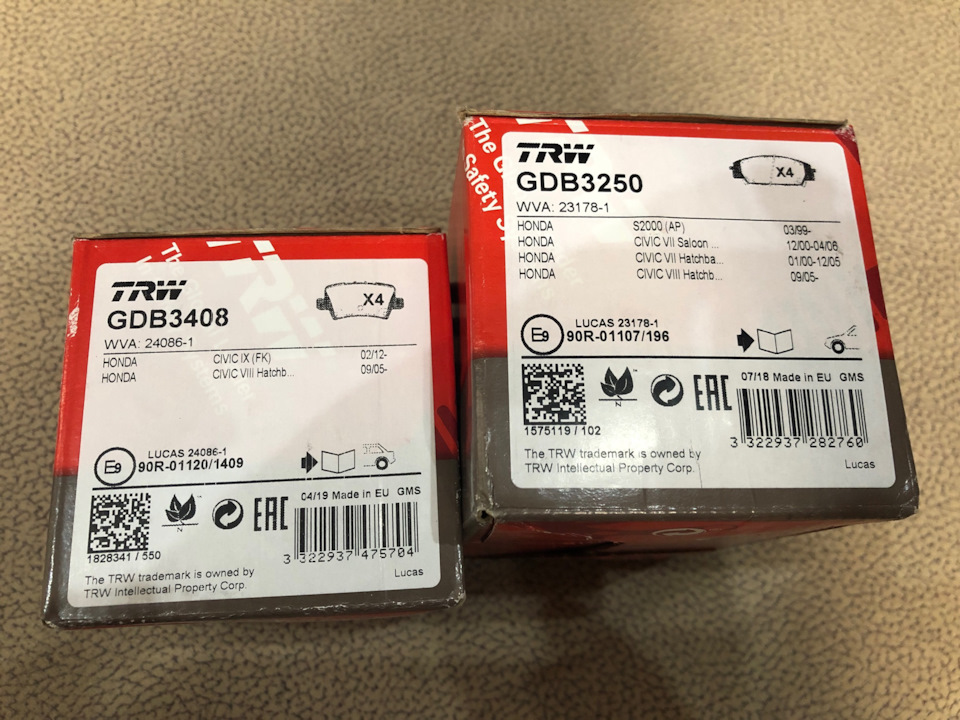 TRW
GDB3408
X4
WVA: 24086-1
HONDA CIVIC IX (FK) 02/12-
HONDA CIVIC VIII Hatchb... 09/05-
E9
LUCAS 24086-1
90R-01120/1409
04/19 Made in EU GMS
EAC
1828341 / 550
3 322937 475704
The TRW trademark is owned by
TRW Intellectual Property Corp.
Lucas
The
Safety
TRW
GDB3250
X4
WVA: 23178-1
HONDA S2000 (AP) 03/99-
HONDA CIVIC VII Saloon ... 12/00-04/06
HONDA CIVIC VII Hatchba... 01/00-12/05
HONDA CIVIC VIII Hatchb... 09/05-
E9
LUCAS 23178-1
90R-01107/196
07/18 Made in EU GMS
N
EAC
1575119 / 102
3 322937 282760
The TRW trademark is owned by
TRW Intellectual Property Corp.
Lucas